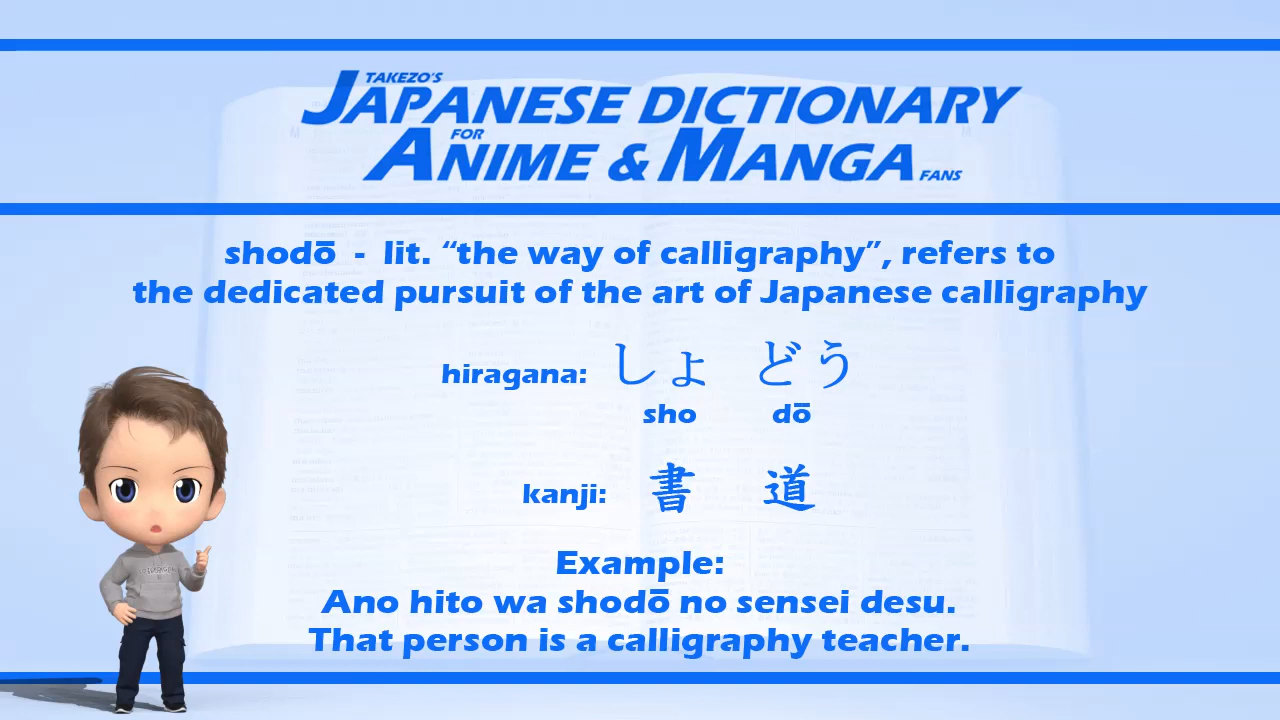 TAKEZO'S
JAPANESE DICTIONARY
FOR
ANIME & MANGA FANS
shodō - lit. “the way of calligraphy”, refers to
the dedicated pursuit of the art of Japanese calligraphy
hiragana: しょ どう
sho dō
kanji: 書 道
Example:
Ano hito wa shodō no sensei desu.
That person is a calligraphy teacher.